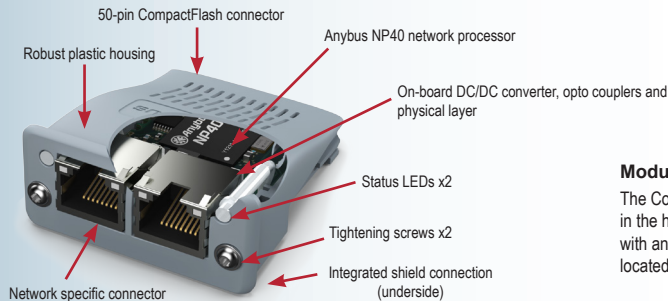 50-pin CompactFlash connector
Anybus NP40 network processor
Robust plastic housing
On-board DC/DC converter, opto couplers and
physical layer
Anybus
NP40
Status LEDs x2
Tightening screws x2
Integrated shield connection
(underside)
Network specific connector
Modu
The Co
in the h
with an
located